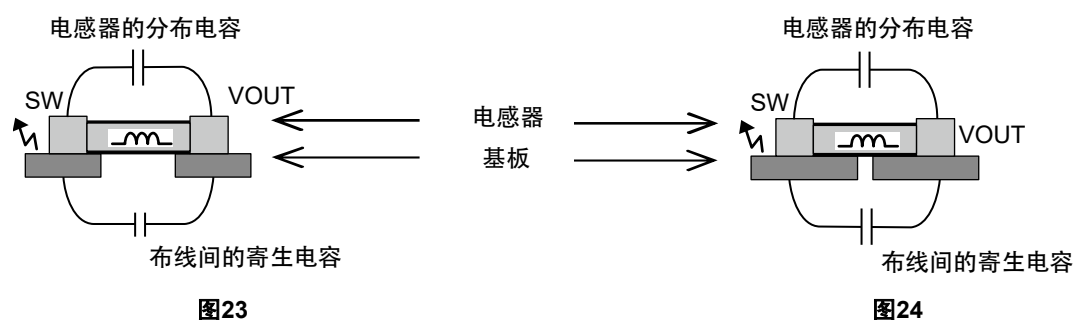 电感器的分布电容
SW
VOUT
布线间的寄生电容
图23
电感器
基板
电感器的分布电容
SW
VOUT
布线间的寄生电容
图24